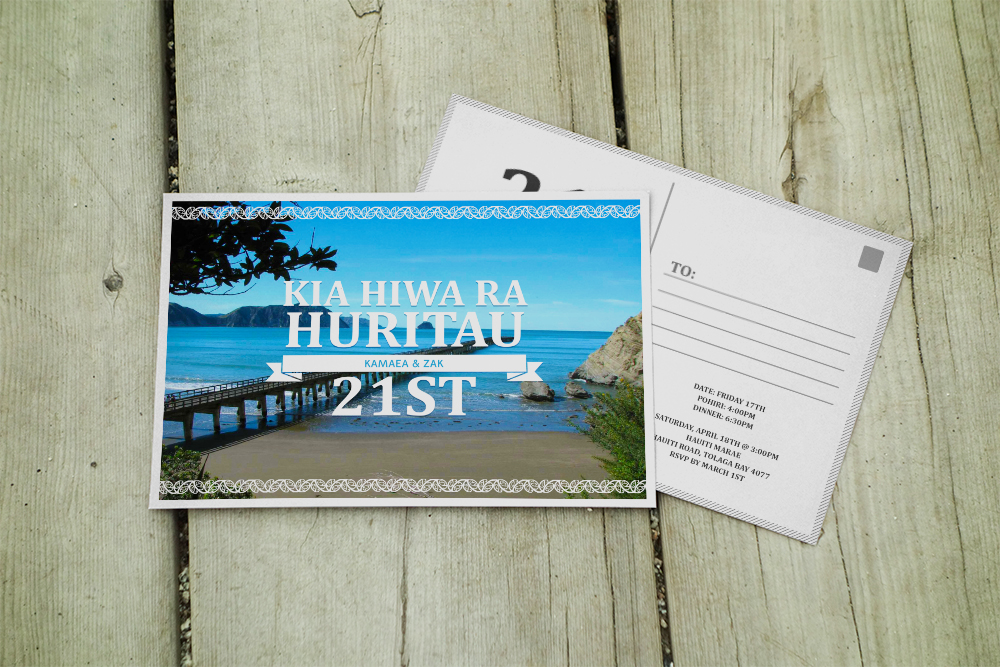 KIA HIWA RA
HURITAU
KAMAEA & ZAK
21ST
TO:
DATE: FRIDAY 17TH
POHIRI: 4:00PM
DINNER: 6:30PM
SATURDAY, APRIL 18TH @ 3:00PM
HAUITI MARAE
HAUITI ROAD, TOLAGA BAY 4077
RSVP BY MARCH 1ST